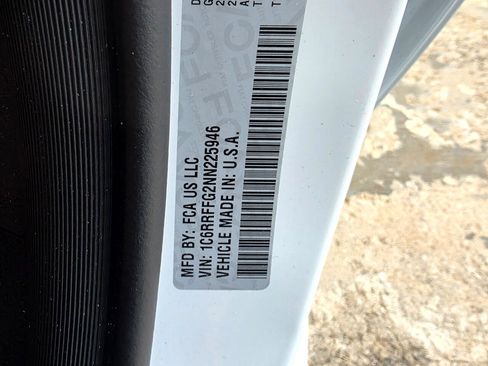 MFD BY: FCA US LLC
VIN: 1C6RRFFG2NN225946
VEHICLE MADE IN: U.S.A.